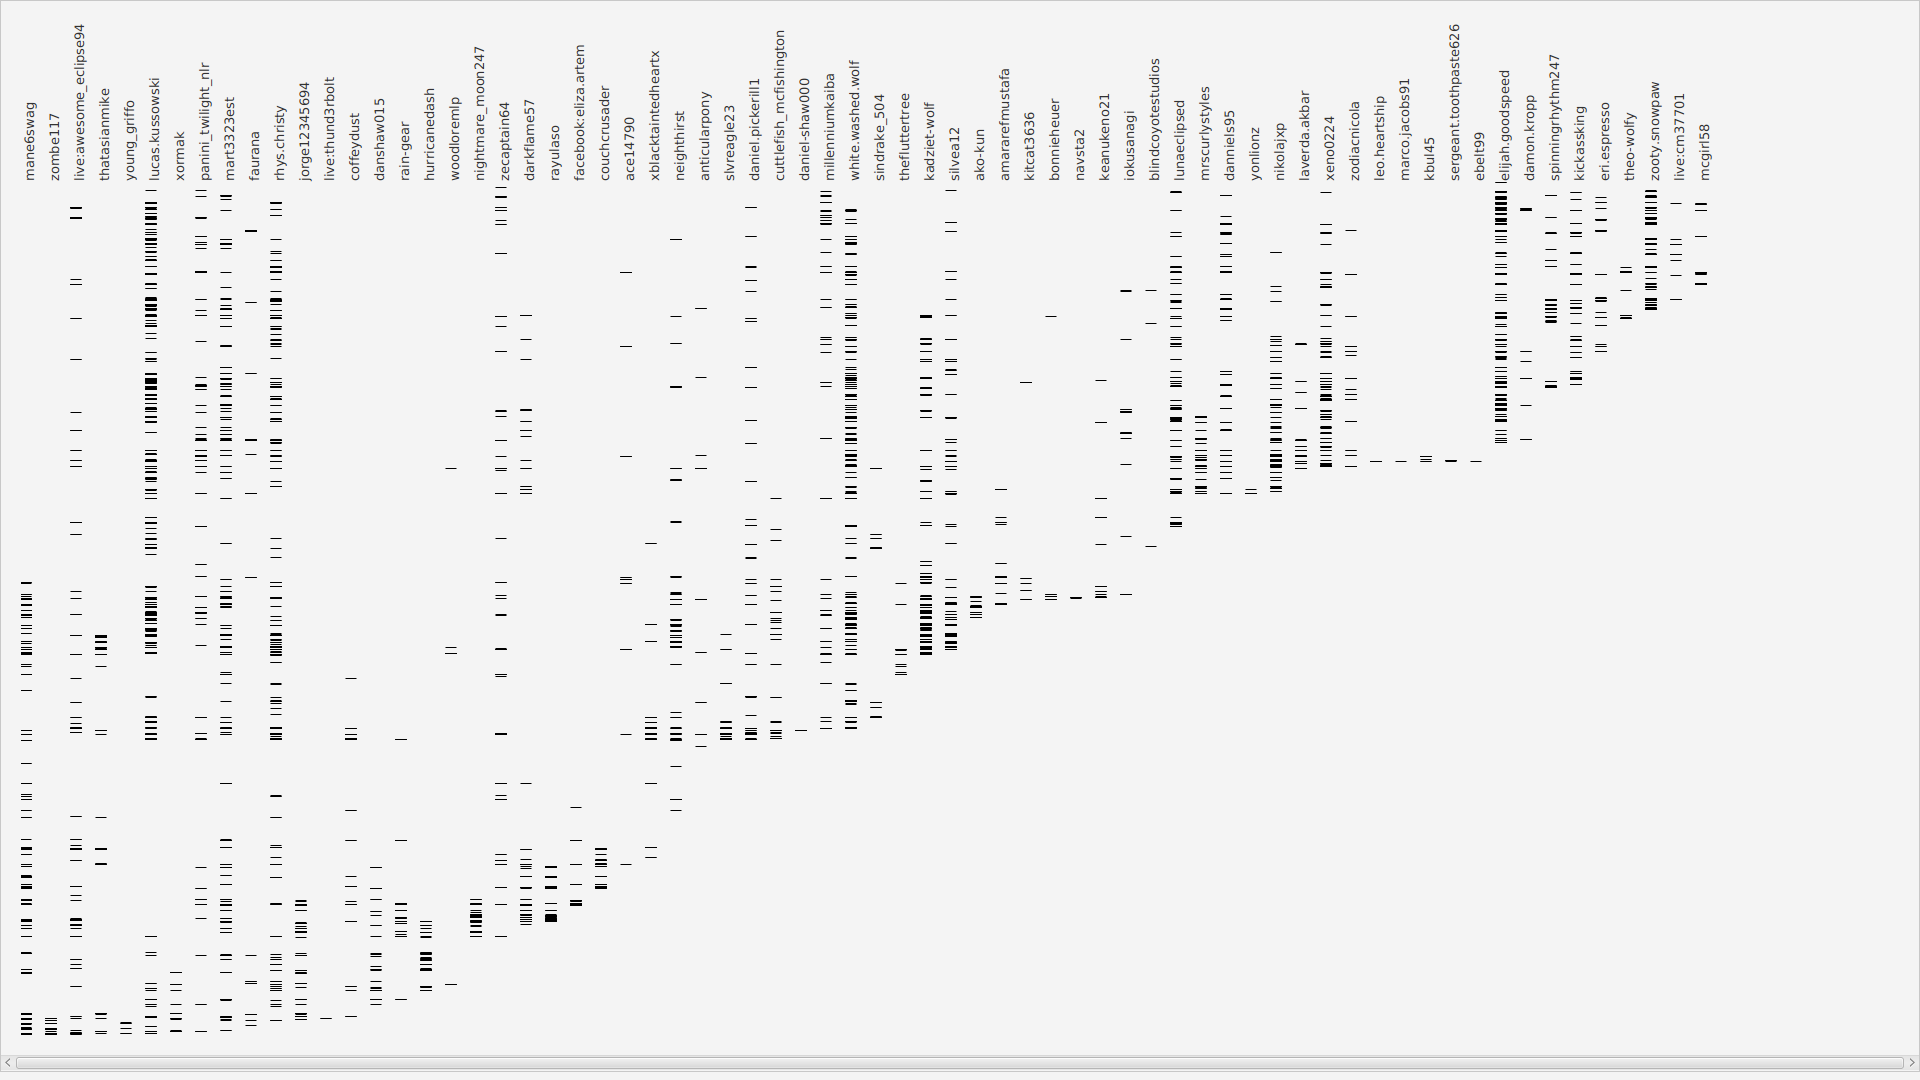 mane6swag
zombe117
live:awesome_eclipse94
thatasianmike
young_griffo
lucas.kussowski
xormak
panini_twilight_nlr
mart3323est
faurana
rhys.christy
jorge12345694
live:thund3rbolt
coffeydust
danshaw015
rain-gear
hurricanedash
woodloremlp
nightmare_moon247
zecaptain64
darkflame57
rayulaso
facebook:eliza.artem
couchcrusader
ace14790
xblacktaintedheartx
neighthirst
anticularpony
slvreagle23
daniel.pickerill1
cuttlefish_mcfishington
daniel-shaw000
millenniumkaiba
white.washed.wolf
sindrake_504
thefluttertree
kadziet-wolf
silvea12
ako-kun
amararefmustafa
kitcat3636
bonnieheuer
navsta2
keanukeno21
iokusanagi
blindcoyotestudios
lunaeclipsed
mrscurlystyles
danniels95
yonlionz
nikolajxp
laverda.akbar
xeno0224
zodiacnicola
leo.heartship
marco.jacobs91
kbul45
sergeant.toothpaste626
ebelt99
elijah.goodspeed
damon.kropp
spinningrhythm247
kickassking
eri.espresso
theo-wolfy
zooty.snowpaw
live:cm37701
mcgirl58